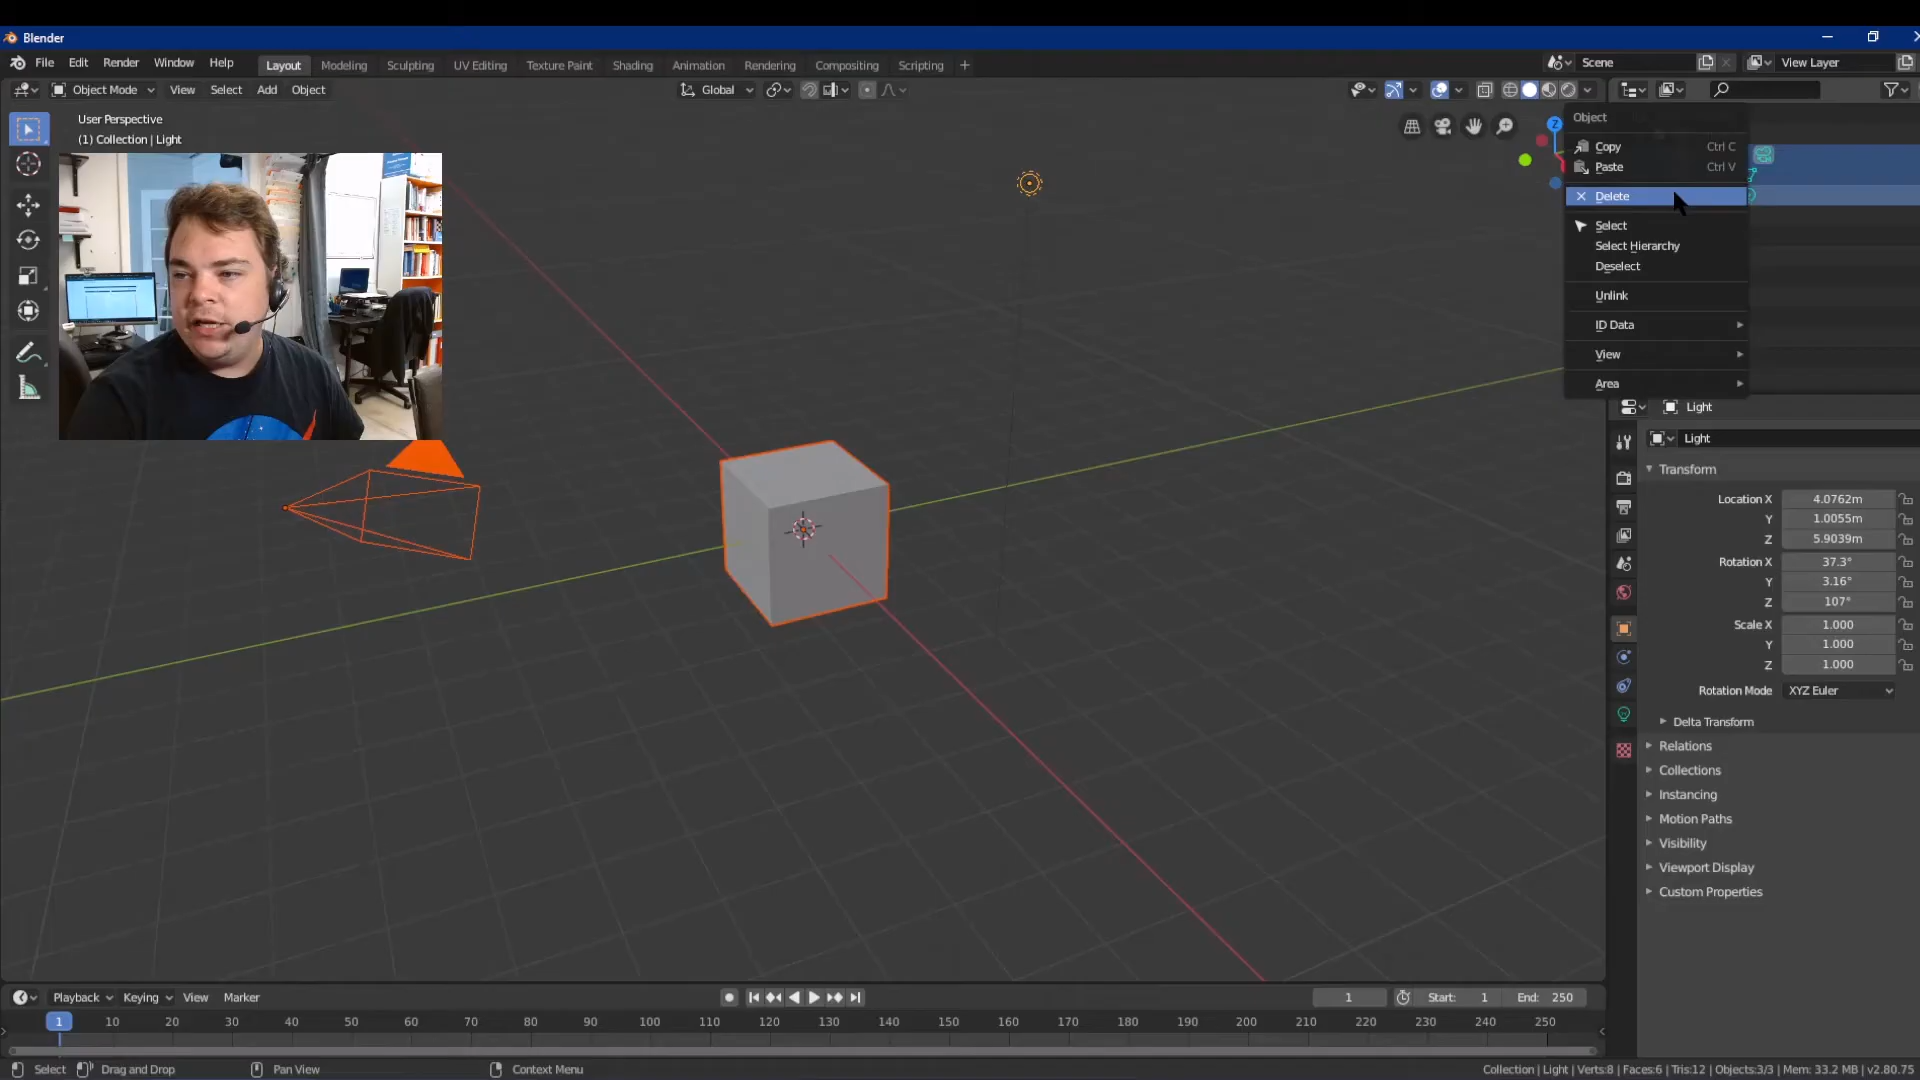 Blender
File Edit Render Window Help Layout Modeling Sculpting UV Editing Texture Paint Shading Animation Rendering Compositing Scripting + Scene View Layer
Object Mode View Select Add Object Global
User Perspective
(1) Collection | Light
Object
Copy Ctrl C
Paste Ctrl V
Delete
Select
Select Hierarchy
Deselect
Unlink
ID Data
View
Area
Z
Light
Light
Transform
Location X 4.0762m
Y 1.0055m
Z 5.9039m
Rotation X 37.3°
Y 3.16°
Z 107°
Scale X 1.000
Y 1.000
Z 1.000
Rotation Mode XYZ Euler
Delta Transform
Relations
Collections
Instancing
Motion Paths
Visibility
Viewport Display
Custom Properties
Playback Keying View Marker 1 Start: 1 End: 250
1 10 20 30 40 50 60 70 80 90 100 110 120 130 140 150 160 170 180 190 200 210 220 230 240 250
Select Drag and Drop Pan View Context Menu Collection | Light | Verts:8 | Faces:6 | Tris:12 | Objects:3/3 | Mem: 33.2 MB | v2.80.75